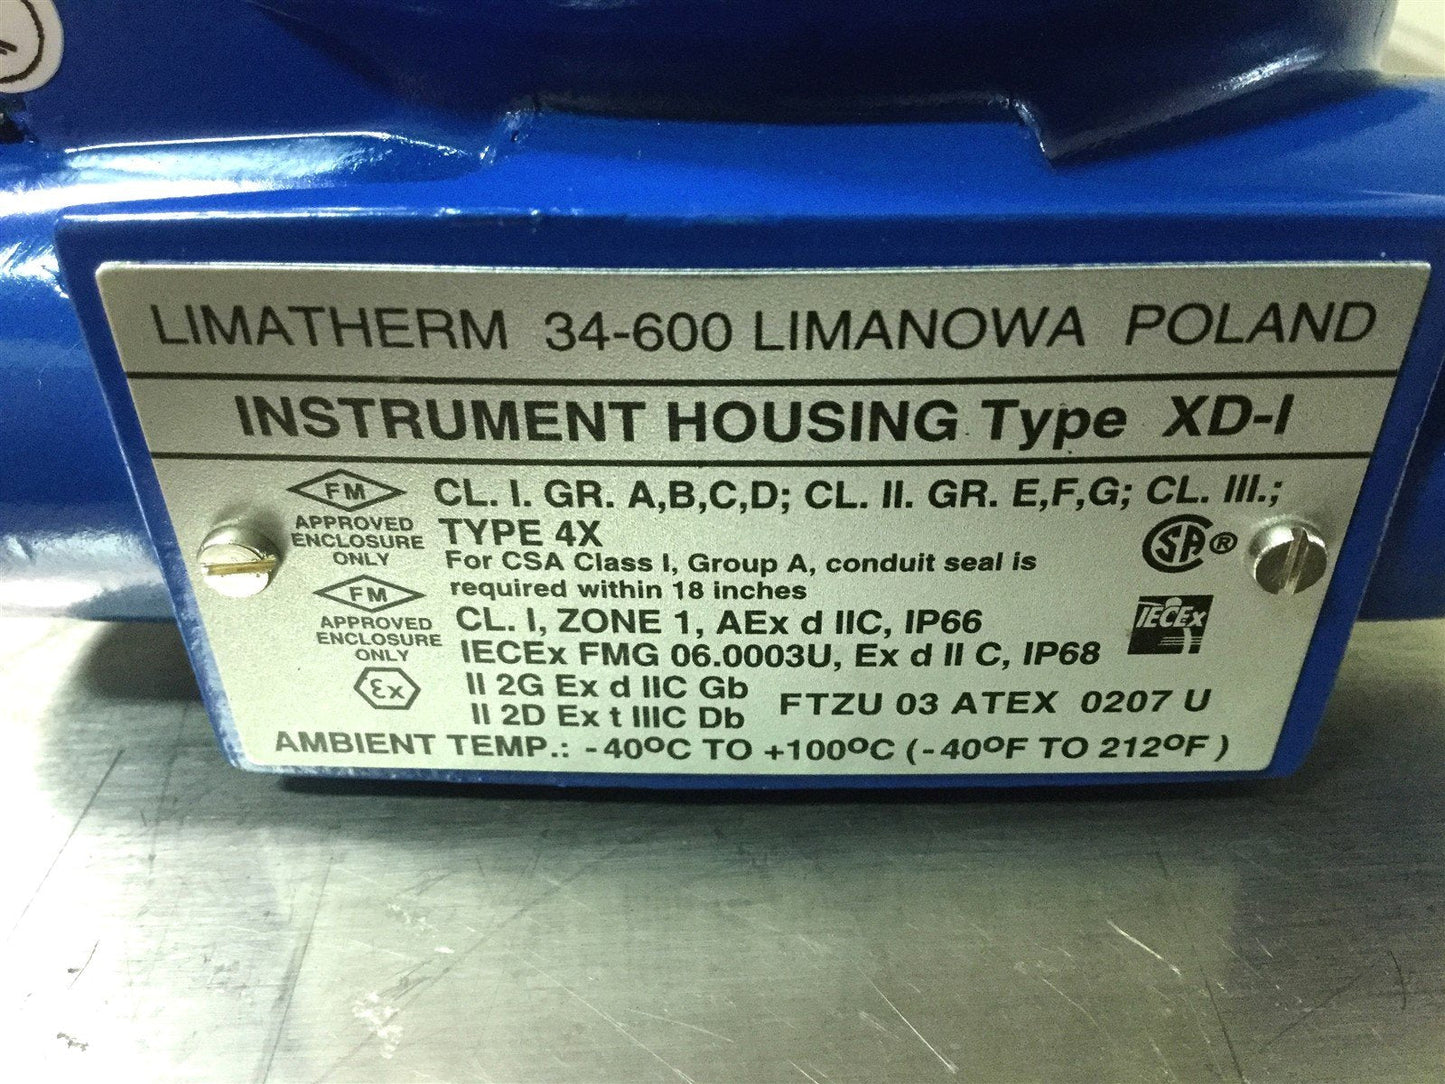 LIMATHERM 34-600 LIMANOWA POLAND
INSTRUMENT HOUSING Type XD-I
FM
APPROVED
ENCLOSURE
ONLY
CL. I. GR. A,B,C,D; CL. II. GR. E,F,G; CL. III.;
TYPE 4X
For CSA Class I, Group A, conduit seal is
required within 18 inches
SA ®
FM
APPROVED
ENCLOSURE
ONLY
CL. I, ZONE 1, AEx d IIC, IP66
IECEx FMG 06.0003U, Ex d II C, IP68
IECEx
Ex
II 2G Ex d IIC Gb
II 2D Ex t IIIC Db
FTZU 03 ATEX 0207 U
AMBIENT TEMP.: -40ºC TO +100ºC (-40ºF TO 212ºF )